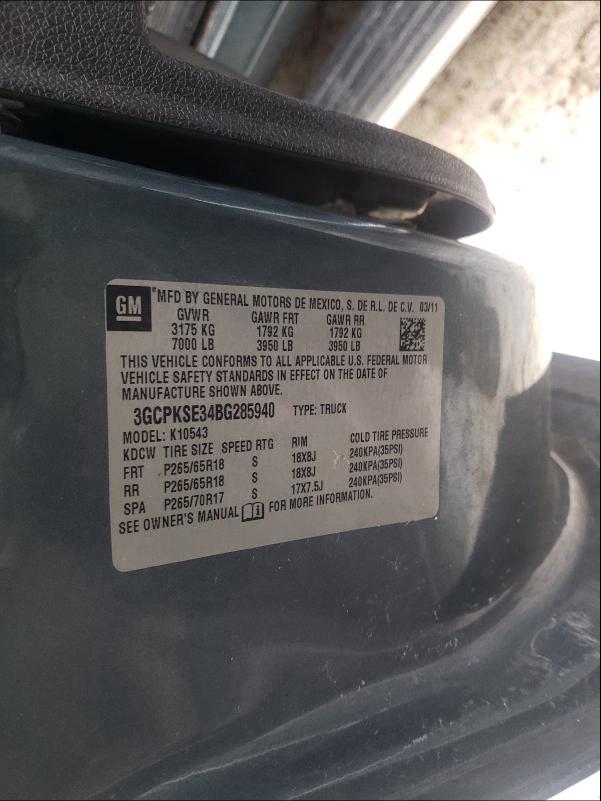 GM
"MFD BY GENERAL MOTORS DE MEXICO, S. DE R.L. DE C.V. 03/11
GVWR GAWR FRT GAWR RR
3175 KG 1792 KG 1792 KG
7000 LB 3950 LB 3950 LB
THIS VEHICLE CONFORMS TO ALL APPLICABLE U.S. FEDERAL MOTOR
VEHICLE SAFETY STANDARDS IN EFFECT ON THE DATE OF
MANUFACTURE SHOWN ABOVE.
3GCPKSE34BG285940 TYPE: TRUCK
MODEL: K10543
KDCW TIRE SIZE SPEED RTG RIM COLD TIRE PRESSURE
FRT P265/65R18 S 18X8J 240KPA(35PSI)
RR P265/65R18 S 18X8J 240KPA(35PSI)
SPA P265/70R17 S 17X7.5J 240KPA(35PSI)
SEE OWNER'S MANUAL FOR MORE INFORMATION.